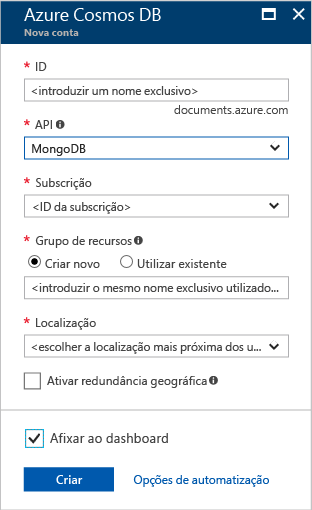 Azure Cosmos DB
Nova conta
* ID
<introduzir um nome exclusivo>
documents.azure.com
* API
MongoDB
* Subscrição
<ID da subscrição>
* Grupo de recursos
Criar novo Utilizar existente
<introduzir o mesmo nome exclusivo utilizado...
* Localização
<escolher a localização mais próxima dos u...
Ativar redundância geográfica
Afixar ao dashboard
Criar Opções de automatização